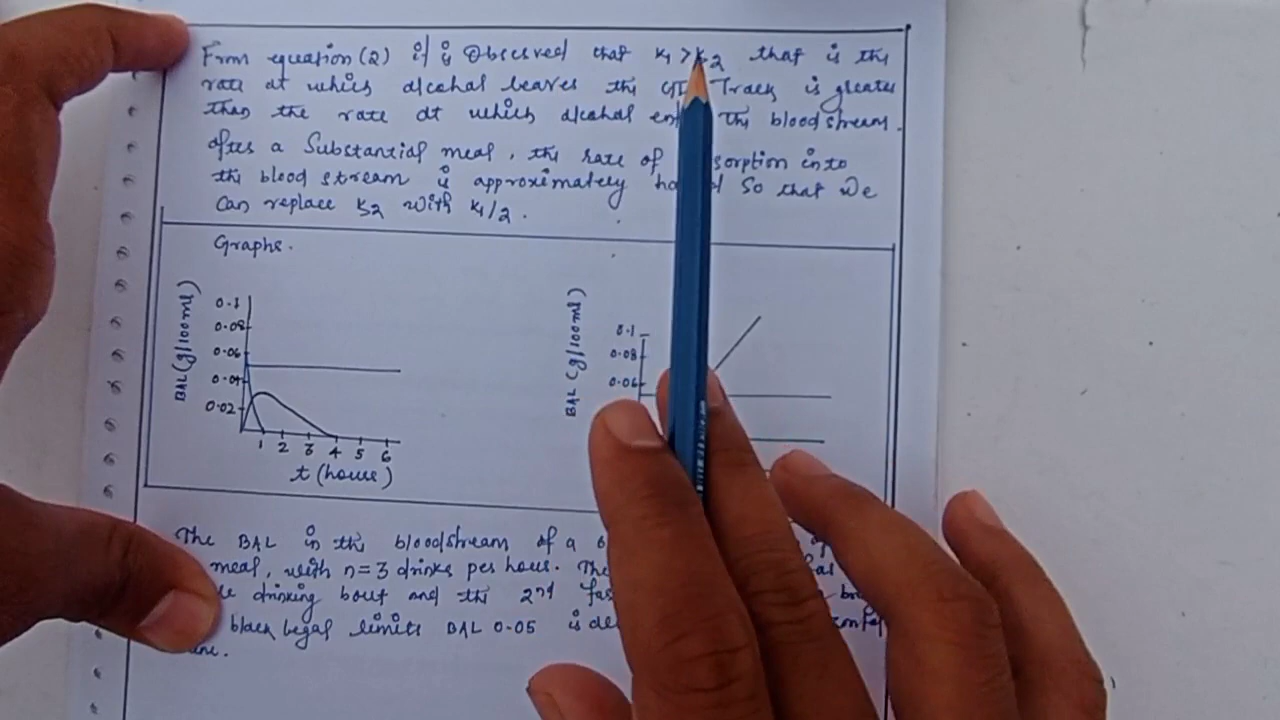 From equation (2) it is Observed that K1 > K2 that is the
rate at which alcohal leaves the GI Track is greater
than the rate at which alcohal the bloodstream.
after a Substantial meal, the rate of into
the blood stream is approximately So that We
Can replace K2 with K1/2.
Graphs.
BAL (g/100ml)
0.1
0.08
0.06
0.04
0.02
1 2 3 4 5 6
t (hours)
BAL (g/100ml)
0.1
0.08
0.06
The BAL in the bloodstream of a
meal, with n=3 drinks per hour. The
drinking bout and the 2nd
black legal limits BAL 0.05 is